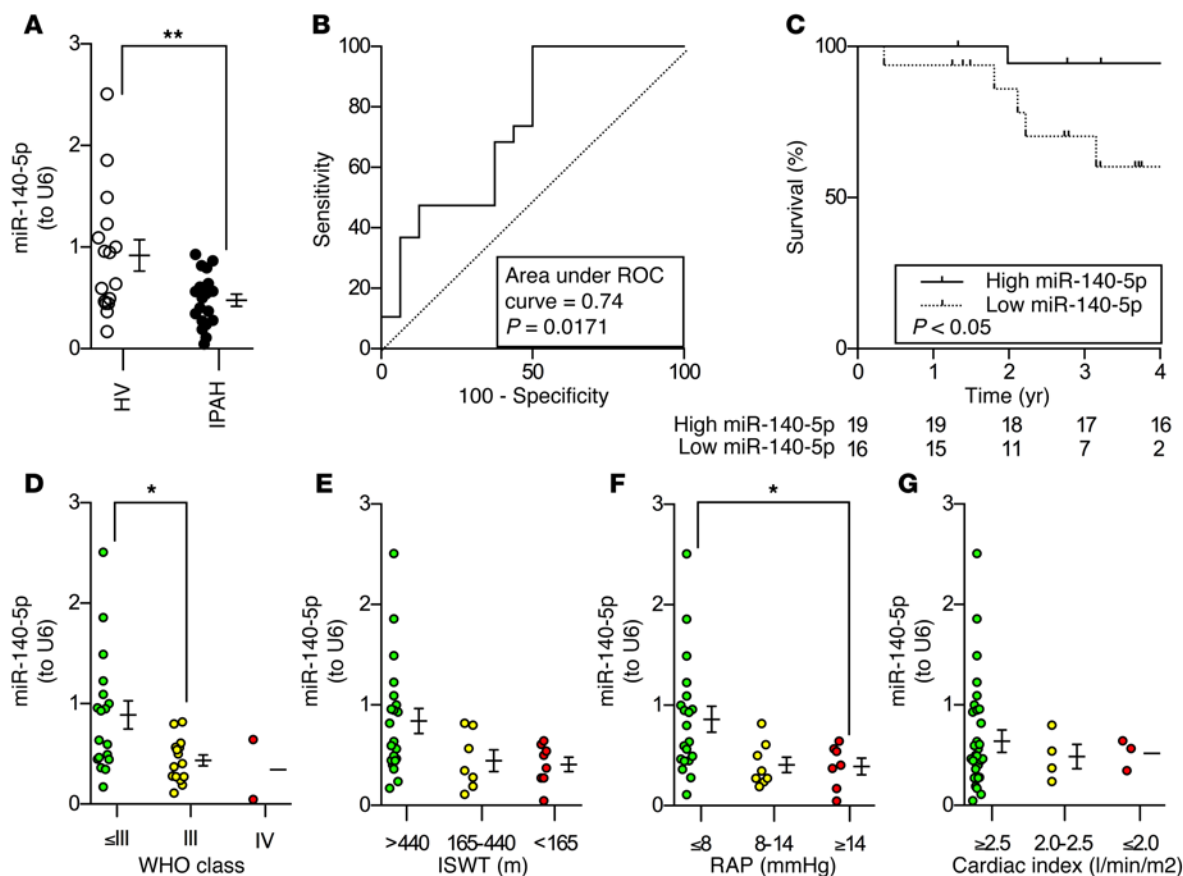 A
**
3
2
1
0
miR-140-5p
(to U6)
HV
IPAH
B
100
80
60
40
20
0
Sensitivity
0
50
100
100 - Specificity
Area under ROC
curve = 0.74
P = 0.0171
C
100
50
0
Survival (%)
High miR-140-5p
Low miR-140-5p
P < 0.05
1
2
3
4
Time (yr)
High miR-140-5p 19 19 18 17 16
Low miR-140-5p 16 15 11 7 2
D
*
3
2
1
0
miR-140-5p
(to U6)
≤III
III
IV
WHO class
E
3
2
1
0
miR-140-5p
(to U6)
>440
165-440
<165
ISWT (m)
F
*
3
2
1
0
miR-140-5p
(to U6)
≤8
8-14
≥14
RAP (mmHg)
G
3
2
1
0
miR-140-5p
(to U6)
≥2.5
2.0-2.5
≤2.0
Cardiac index (l/min/m2)